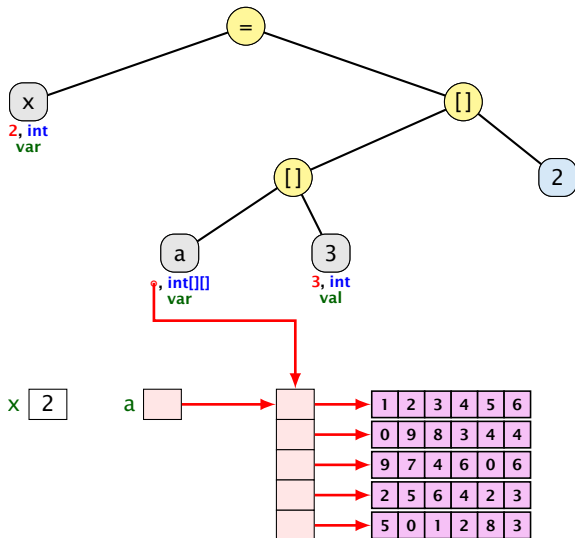 =
x
[]
2, int
var
[]
2
a
3
, int[][]
var
3, int
val
x 2 a
1 2 3 4 5 6
0 9 8 3 4 4
9 7 4 6 0 6
2 5 6 4 2 3
5 0 1 2 8 3